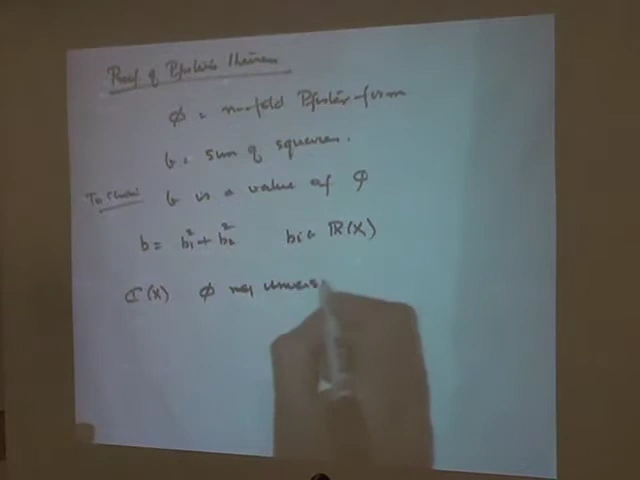 Proof of Pfister's theorem
φ = n-fold Pfister form
b = sum of squares.
To show b is a value of φ
b = b₁² + b₂² bᵢ ∈ ℝ(X)
ℂ(X) φ